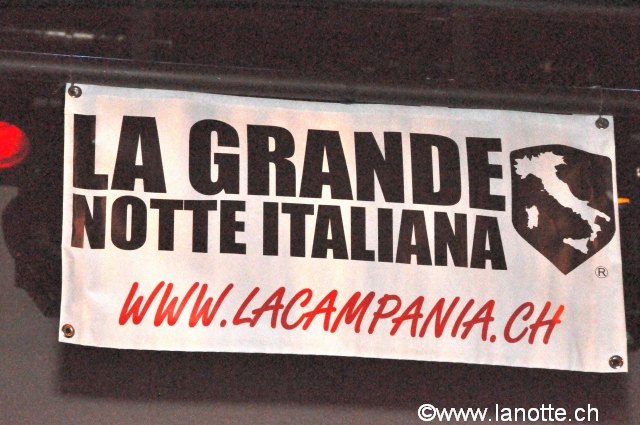 LA GRANDE
NOTTE ITALIANA
®
WWW.LACAMPANIA.CH
©www.lanotte.ch